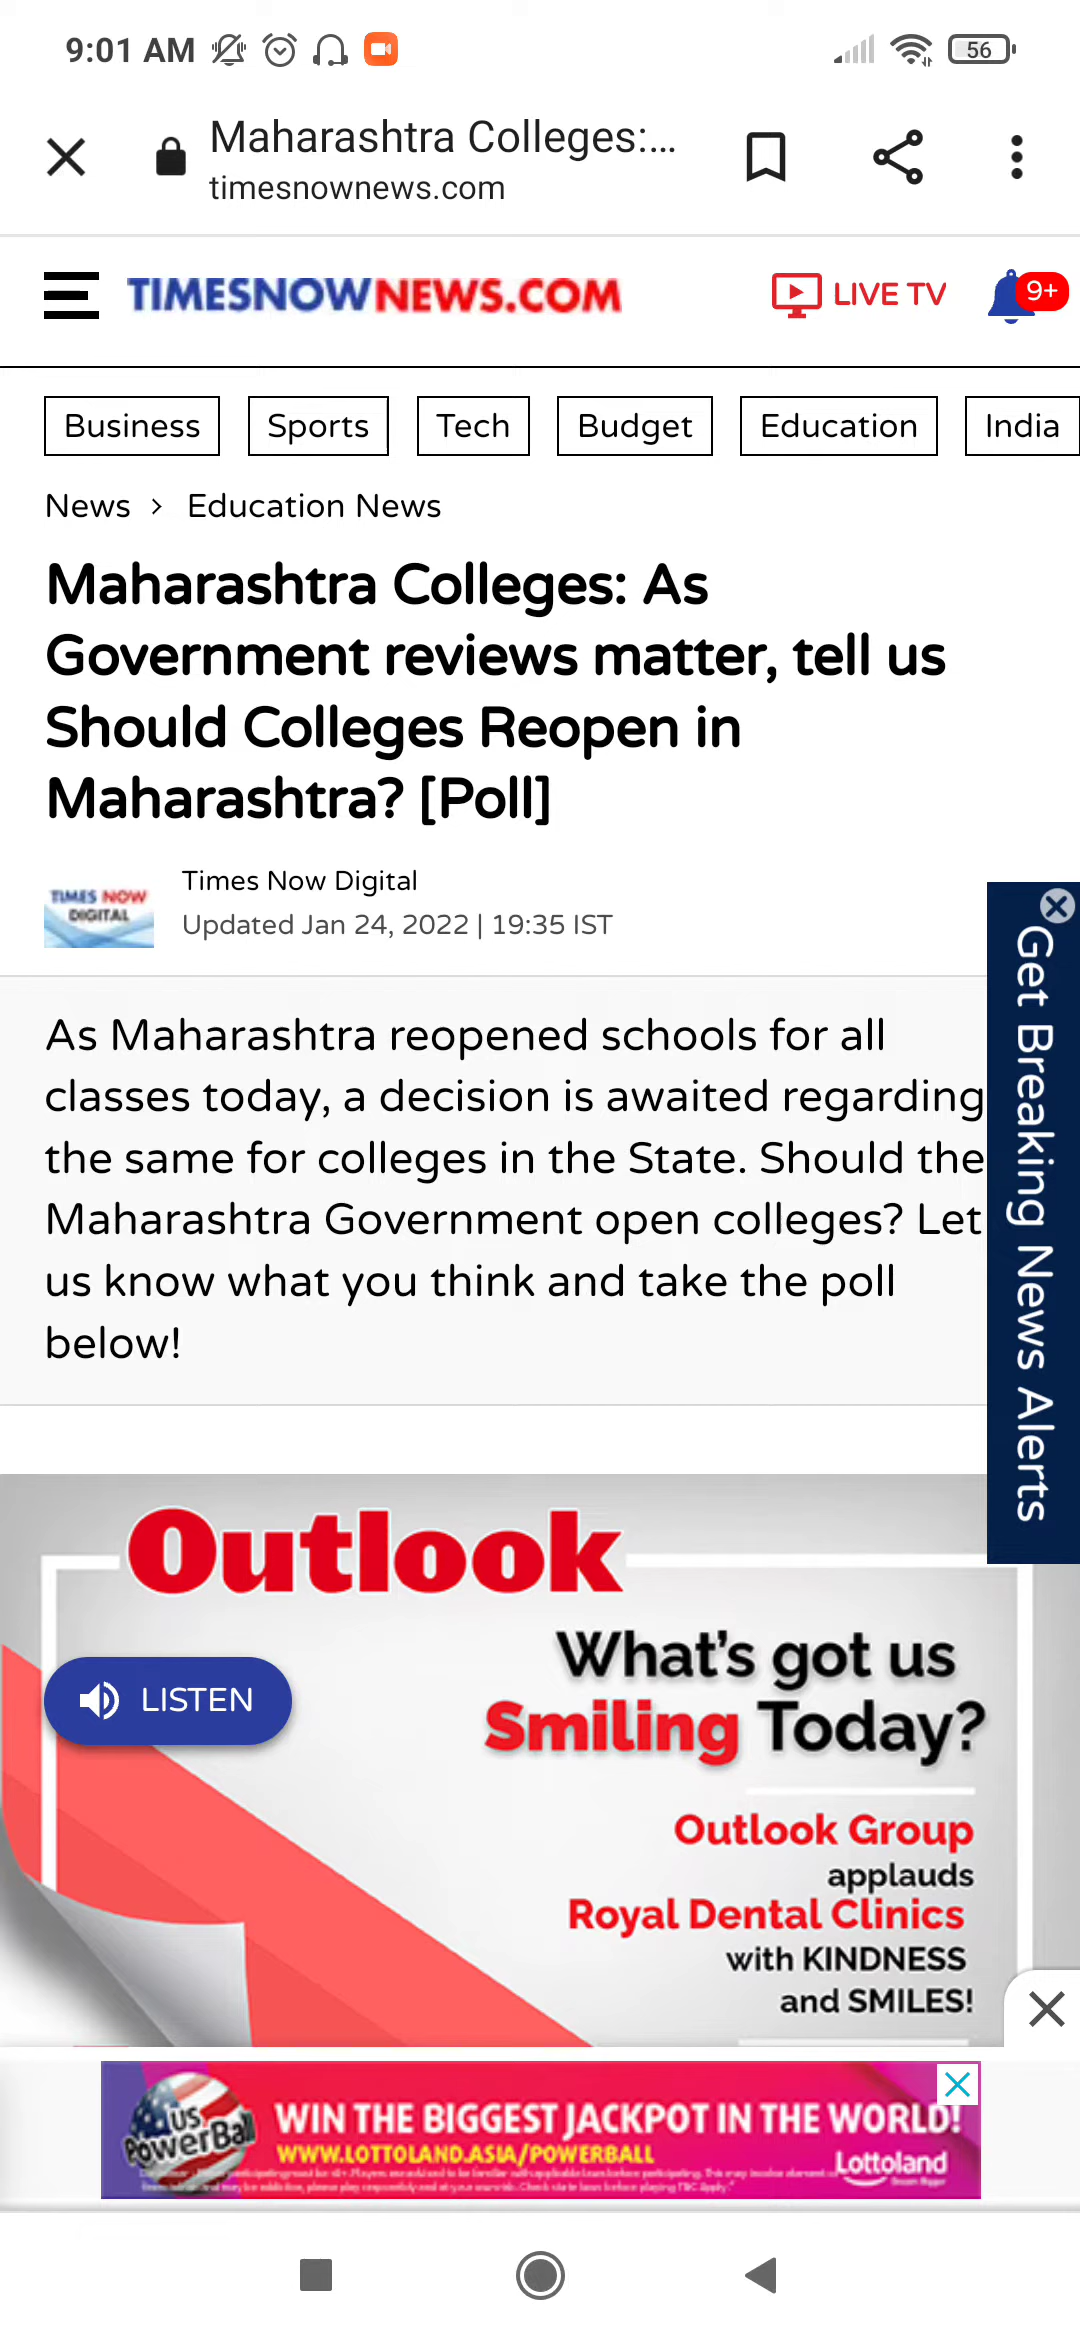 9:01 AM
56
Maharashtra Colleges:...
timesnownews.com
TIMESNOWNEWS.COM
LIVE TV
9+
Business Sports Tech Budget Education India
News > Education News
Maharashtra Colleges: As
Government reviews matter, tell us
Should Colleges Reopen in
Maharashtra? [Poll]
TIMES NOW
DIGITAL
Times Now Digital
Updated Jan 24, 2022 | 19:35 IST
Get Breaking News Alerts
As Maharashtra reopened schools for all
classes today, a decision is awaited regarding
the same for colleges in the State. Should the
Maharashtra Government open colleges? Let
us know what you think and take the poll
below!
Outlook
What's got us
Smiling Today?
LISTEN
Outlook Group
applauds
Royal Dental Clinics
with KINDNESS
and SMILES!
US
PowerBall
WIN THE BIGGEST JACKPOT IN THE WORLD!
WWW.LOTTOLAND.ASIA/POWERBALL
Lottoland